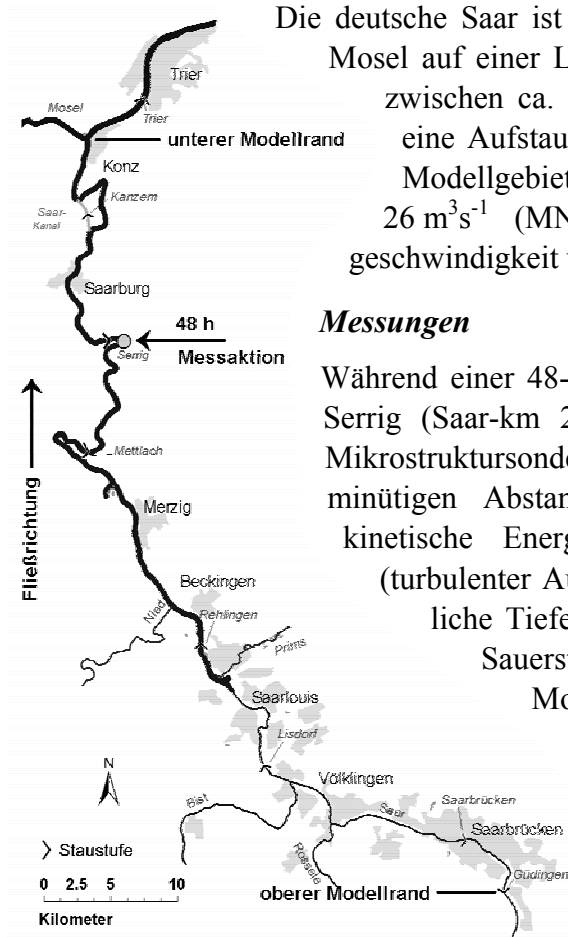 Die deutsche Saar ist
Mosel auf einer L
zwischen ca.
eine Aufstau
Modellgebiet
26 m³s⁻¹ (MN
geschwindigkeit
Messungen
Während einer 48-
Serrig (Saar-km 2
Mikrostruktursonde
minütigen Abstan
kinetische Energ
(turbulenter Au
liche Tiefe
Sauerst
Mo
Trier
Mosel
Trier
unterer Modellrand
Konz
Kanzem
Saar-
Kanal
Saarburg
48 h
Messaktion
Serrig
Mettlach
Fließrichtung
Merzig
Beckingen
Nied
Rehlingen
Prims
Saarlouis
Lisdorf
N
Völklingen
Bist
Saar
Saarbrücken
Saarbrücken
Rossele
Staustufe
Güdingen
oberer Modellrand
0 2.5 5 10
Kilometer